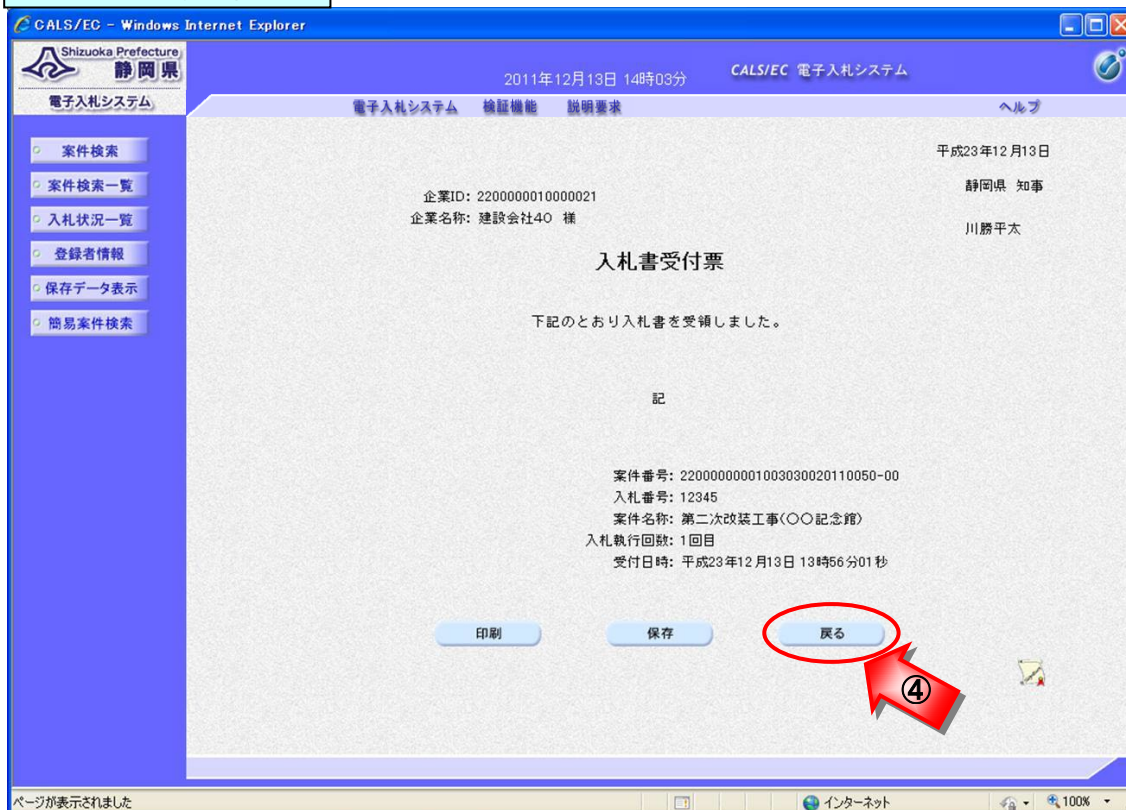 CALS/EC - Windows Internet Explorer
Shizuoka Prefecture
静岡県
電子入札システム
2011年12月13日 14時03分
CALS/EC 電子入札システム
電子入札システム 検証機能 説明要求 ヘルプ
案件検索
案件検索一覧
入札状況一覧
登録者情報
保存データ表示
簡易案件検索
平成23年12月13日
静岡県 知事
川勝平太
企業ID: 2200000010000021
企業名称: 建設会社40 様
入札書受付票
下記のとおり入札書を受領しました。
記
案件番号: 22000000001003030020110050-00
入札番号: 12345
案件名称: 第二次改装工事(〇〇記念館)
入札執行回数: 1回目
受付日時: 平成23年12月13日 13時56分01秒
印刷 保存 戻る
④
ページが表示されました インターネット 100%